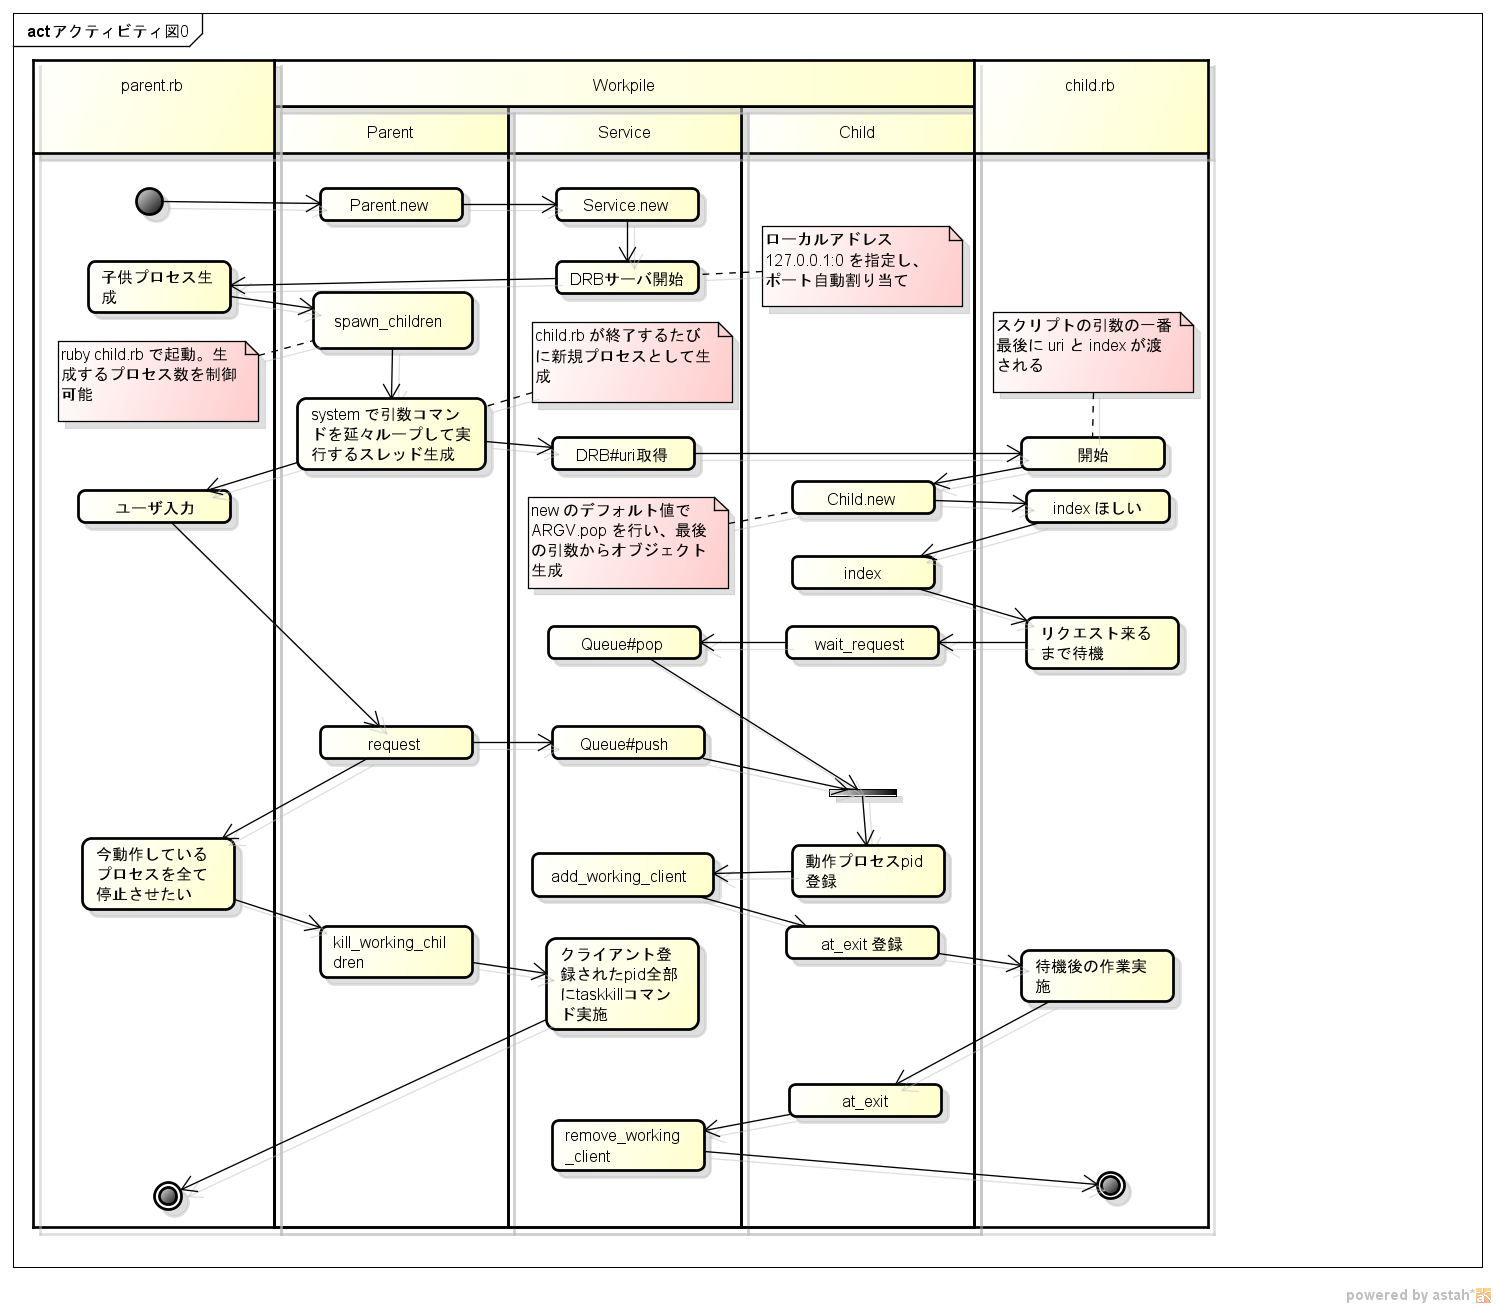 act アクティビティ図0
parent.rb
Workpile
child.rb
Parent
Service
Child
Parent.new
Service.new
ローカルアドレス
127.0.0.1:0 を指定し、
ポート自動割り当て
子供プロセス生
成
DRBサーバ開始
spawn_children
child.rb が終了するたび
に新規プロセスとして生
成
スクリプトの引数の一番
最後に uri と index が渡
される
ruby child.rb で起動。生
成するプロセス数を制御
可能
system で引数コマン
ドを延々ループして実
行するスレッド生成
DRB#uri取得
開始
ユーザ入力
Child.new
index ほしい
new のデフォルト値で
ARGV.pop を行い、最後
の引数からオブジェクト
生成
index
Queue#pop
wait_request
リクエスト来る
まで待機
request
Queue#push
今動作している
プロセスを全て
停止させたい
add_working_client
動作プロセスpid
登録
kill_working_chil
dren
クライアント登
録されたpid全部
にtaskkillコマン
ド実施
at_exit 登録
待機後の作業実
施
at_exit
remove_working
_client
powered by astah*